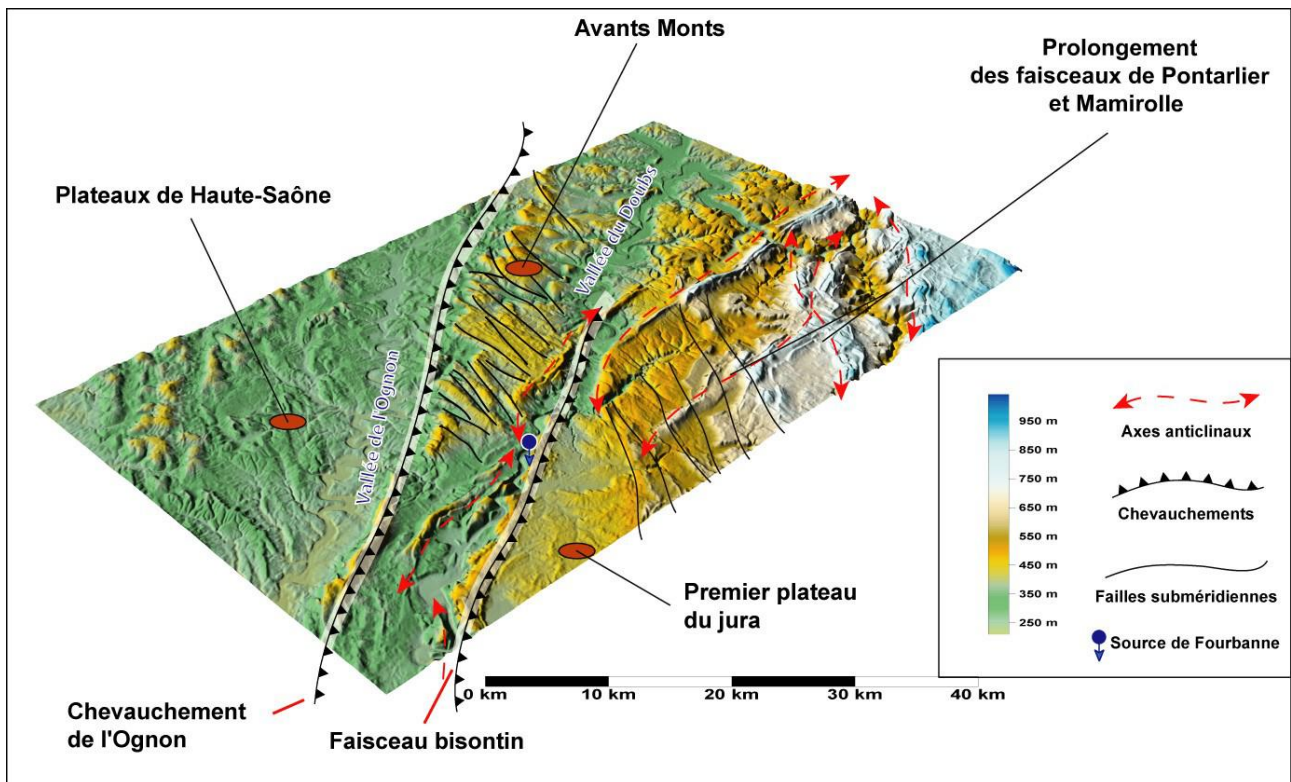 Avants Monts
Prolongement
des faisceaux de Pontarlier
et Mamirolle
Plateaux de Haute-Saône
Vallée du Doubs
Vallée de l'Ognon
Premier plateau
du jura
Chevauchement
de l'Ognon
Faisceau bisontin
0 km
10 km
20 km
30 km
40 km
950 m
850 m
750 m
650 m
550 m
450 m
350 m
250 m
Axes anticlinaux
Chevauchements
Failles subméridiennes
Source de Fourbanne